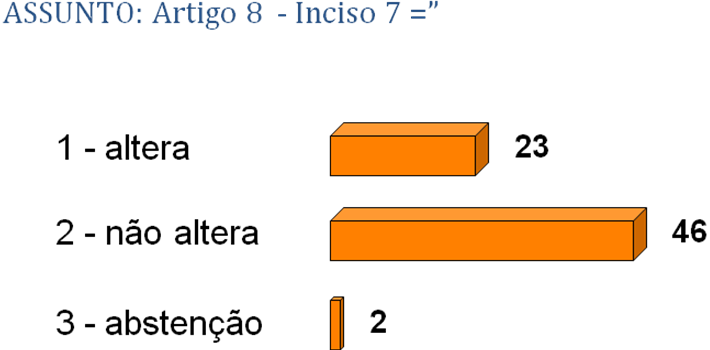 ASSUNTO: Artigo 8 - Inciso 7 =”
1 - altera 23
2 - não altera 46
3 - abstenção 2